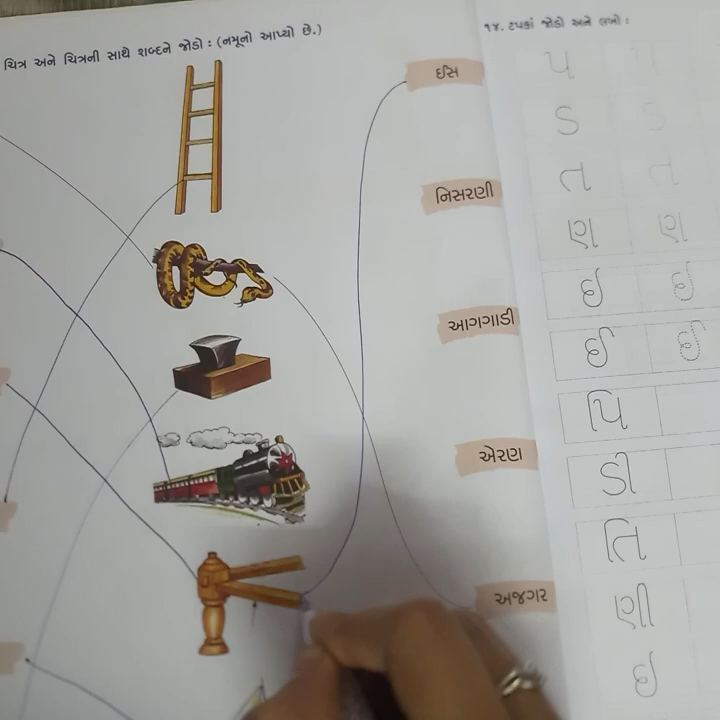 ચિત્ર અને ચિત્રની સાથે શબ્દને જોડો : (નમૂનો આપ્યો છે.)
ઈસ
નિસરણી
આગગાડી
એરણ
અજગર
૧૪. ટપકાં જોડો અને લખો :
પ પ
ડ ડ
ત ત
ણ ણ
ઇ ઇ
ઈ ઈ
પિ
ડી
તિ
ણી
ઇ